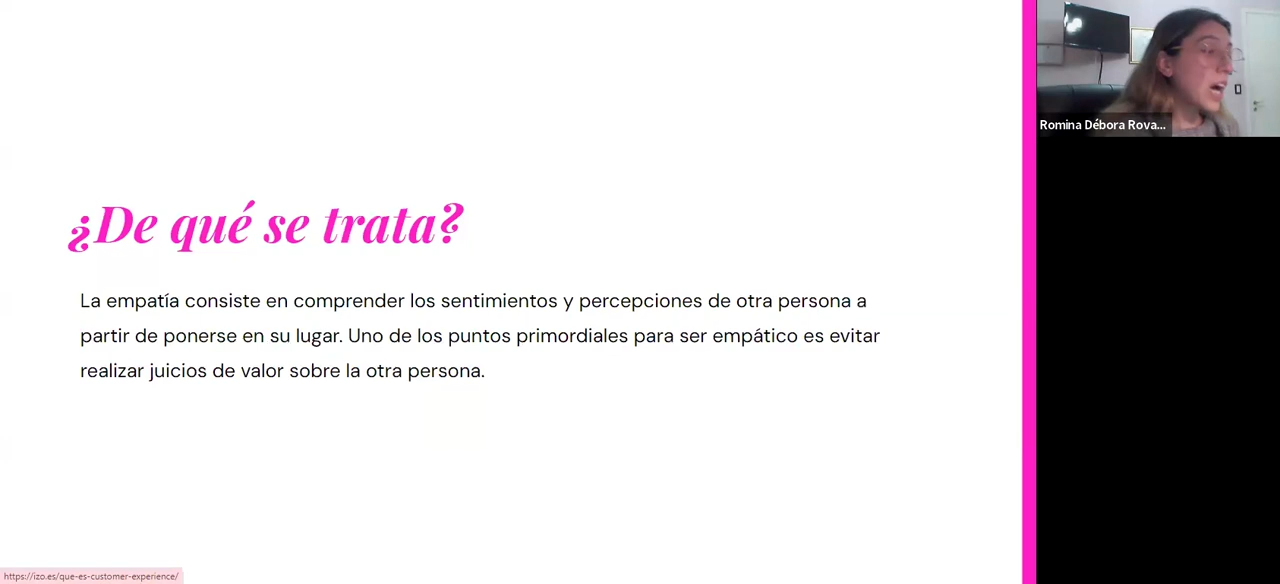 ¿De qué se trata?
La empatía consiste en comprender los sentimientos y percepciones de otra persona a
partir de ponerse en su lugar. Uno de los puntos primordiales para ser empático es evitar
realizar juicios de valor sobre la otra persona.
Romina Débora Rova...
https://izo.es/que-es-customer-experience/